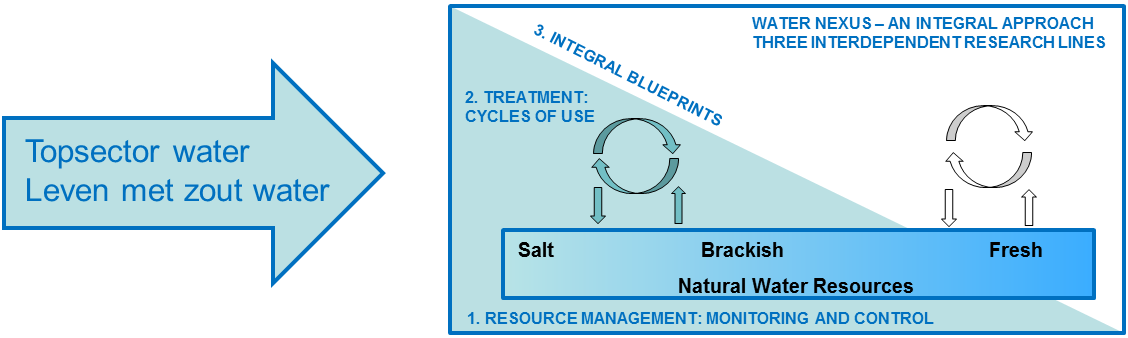 Topsector water
Leven met zout water
WATER NEXUS – AN INTEGRAL APPROACH
THREE INTERDEPENDENT RESEARCH LINES
3. INTEGRAL BLUEPRINTS
2. TREATMENT:
CYCLES OF USE
Salt Brackish Fresh
Natural Water Resources
1. RESOURCE MANAGEMENT: MONITORING AND CONTROL